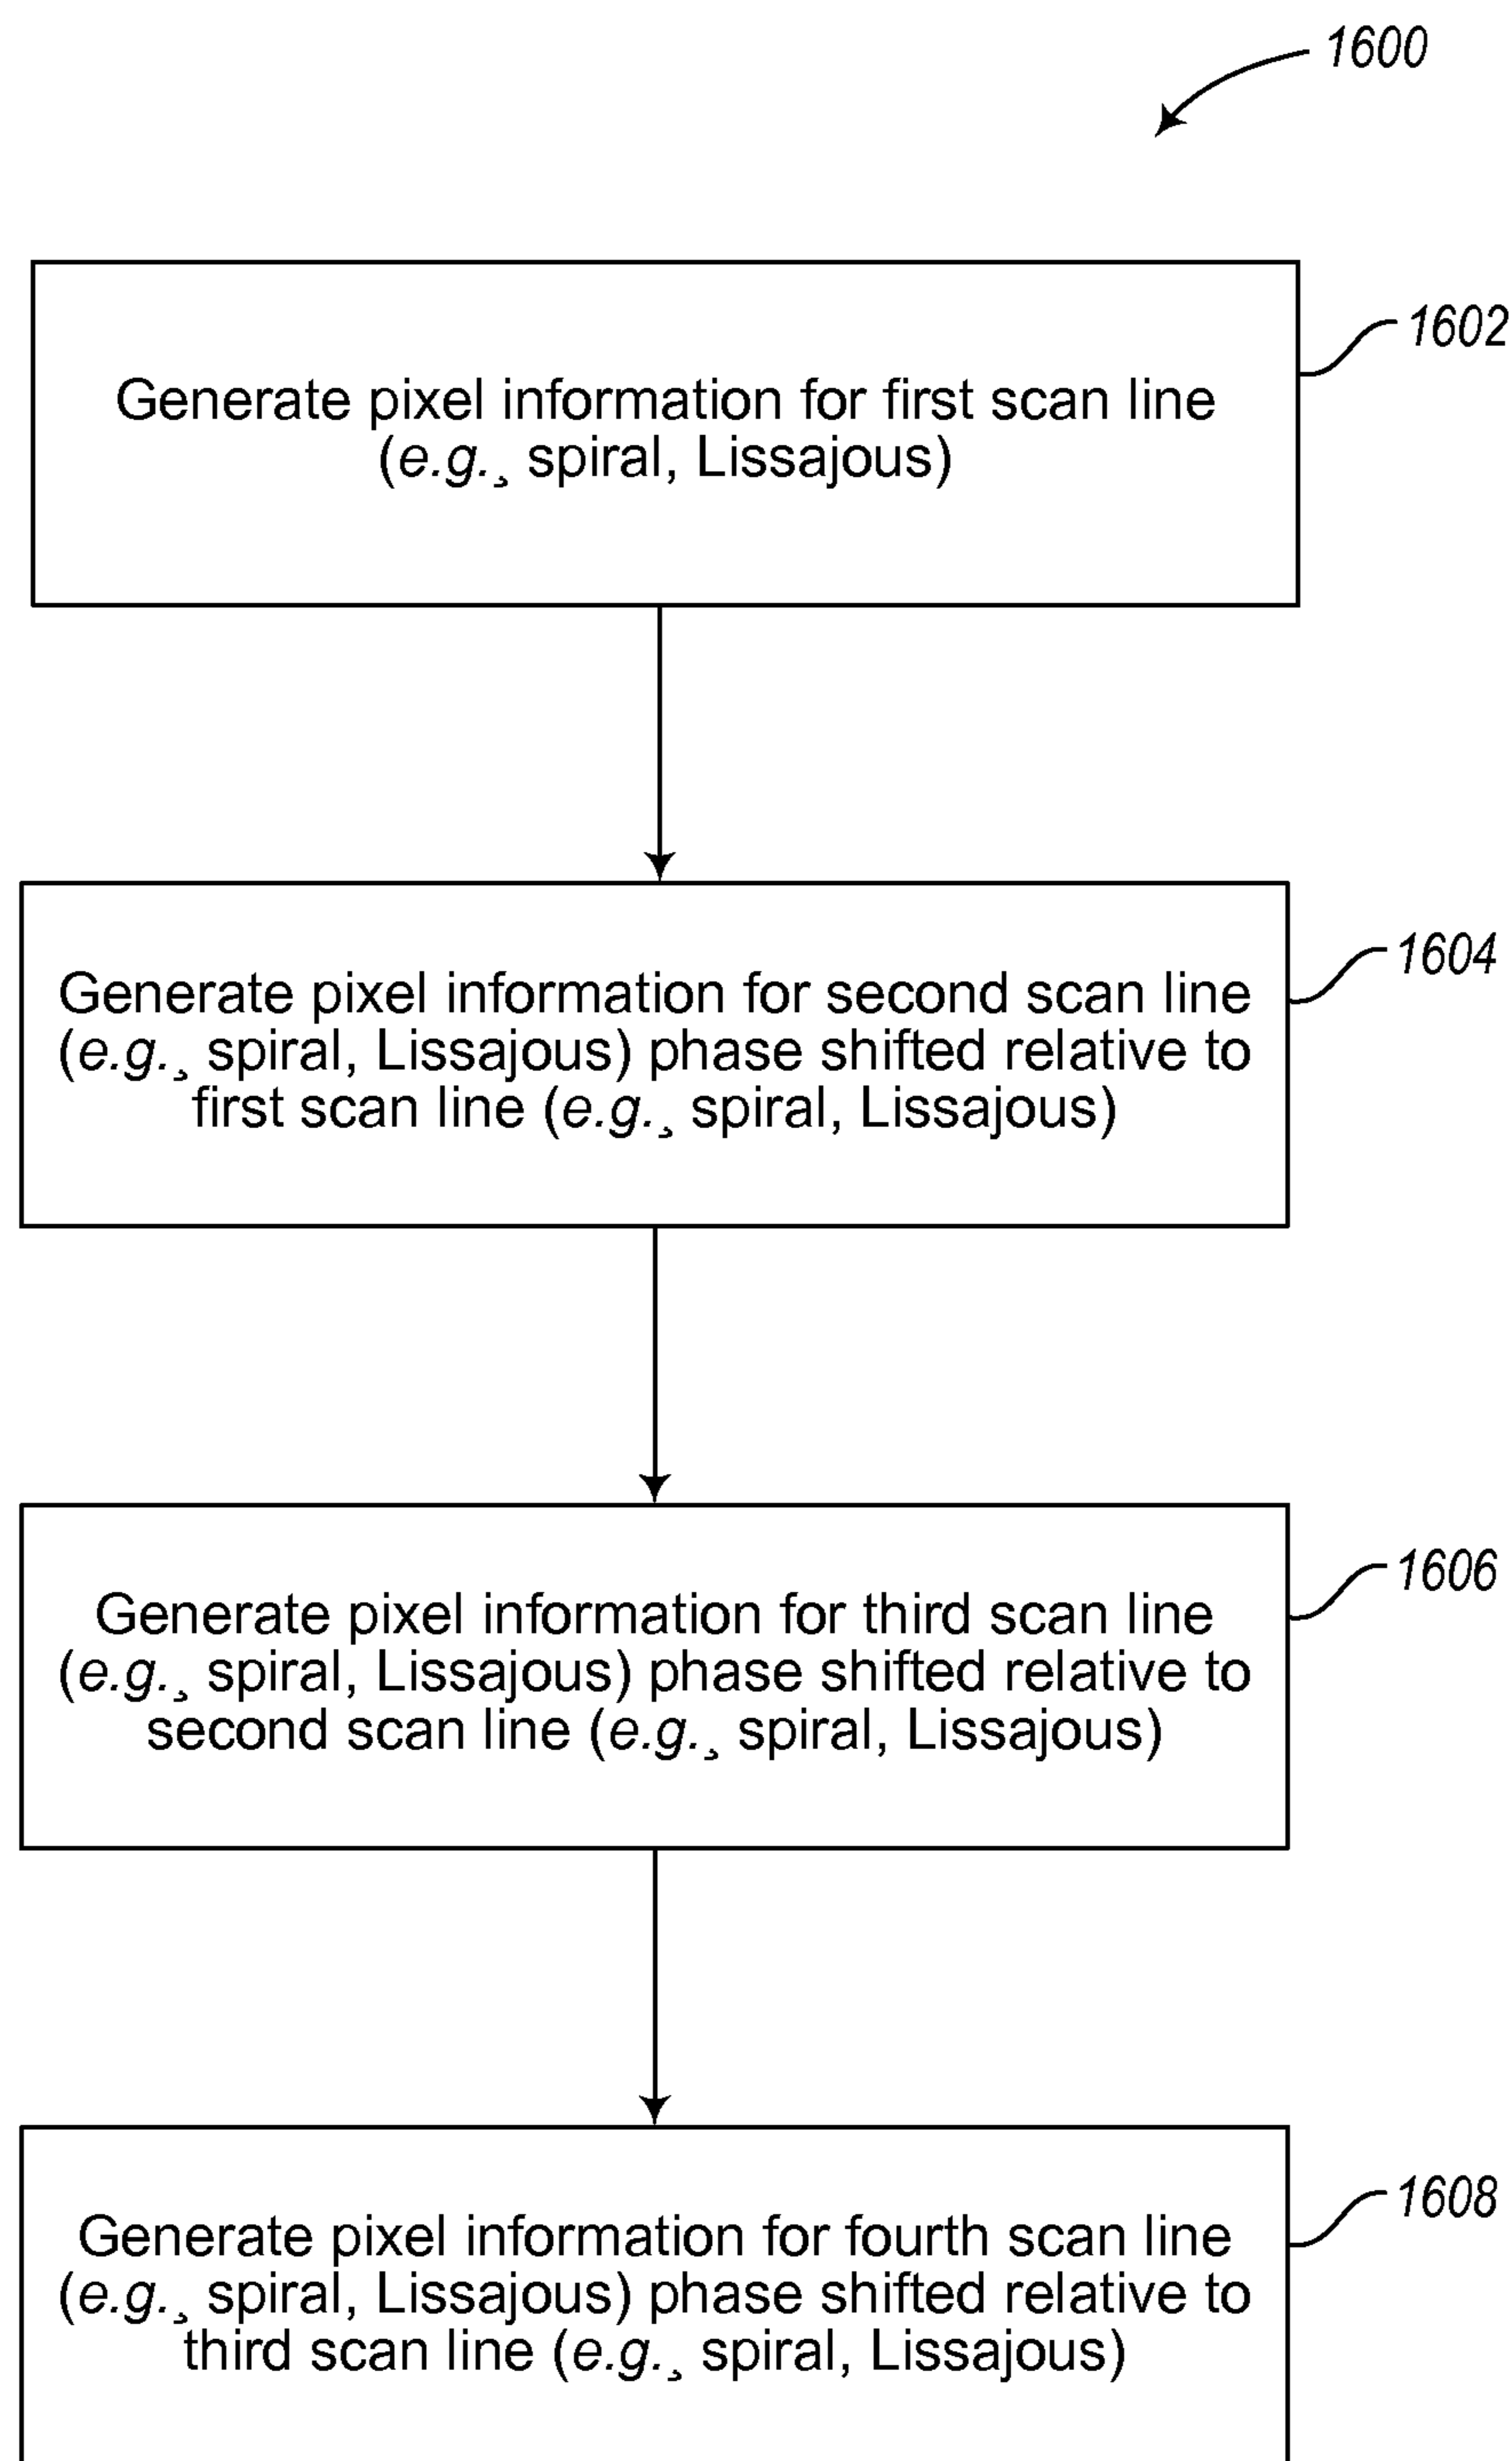 1600
1602
Generate pixel information for first scan line
(e.g.¸ spiral, Lissajous)
1604
Generate pixel information for second scan line
(e.g.¸ spiral, Lissajous) phase shifted relative to
first scan line (e.g.¸ spiral, Lissajous)
1606
Generate pixel information for third scan line
(e.g.¸ spiral, Lissajous) phase shifted relative to
second scan line (e.g.¸ spiral, Lissajous)
1608
Generate pixel information for fourth scan line
(e.g.¸ spiral, Lissajous) phase shifted relative to
third scan line (e.g.¸ spiral, Lissajous)